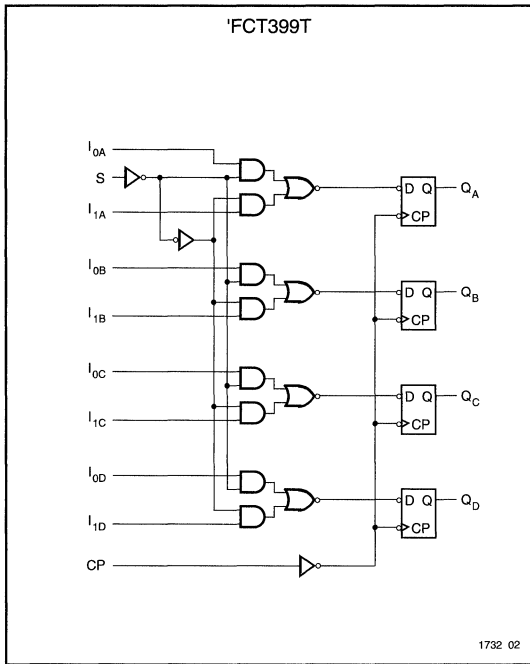 'FCT399T
I0A
S
D Q QA
I1A
CP
I0B
D Q QB
I1B
CP
I0C
D Q QC
I1C
CP
I0D
D Q QD
I1D
CP
CP
1732 02